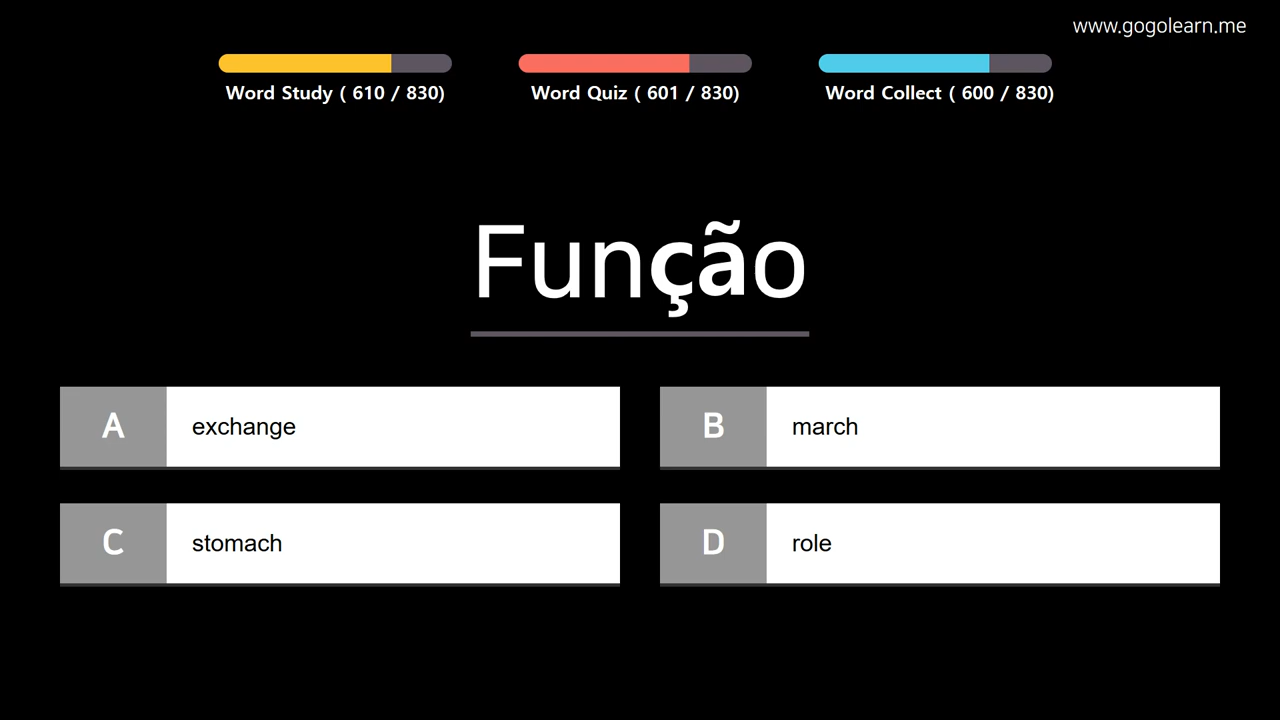 www.gogolearn.me
Word Study ( 610 / 830)
Word Quiz ( 601 / 830)
Word Collect ( 600 / 830)
Função
A exchange
B march
C stomach
D role